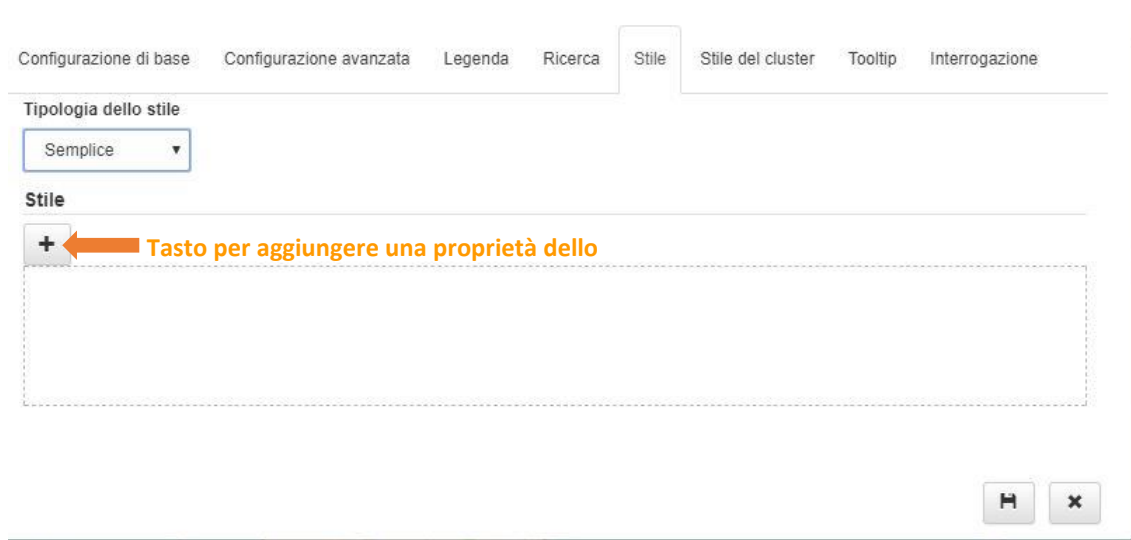 Configurazione di base Configurazione avanzata Legenda Ricerca Stile Stile del cluster Tooltip Interrogazione
Tipologia dello stile
Semplice
Stile
+ Tasto per aggiungere una proprietà dello